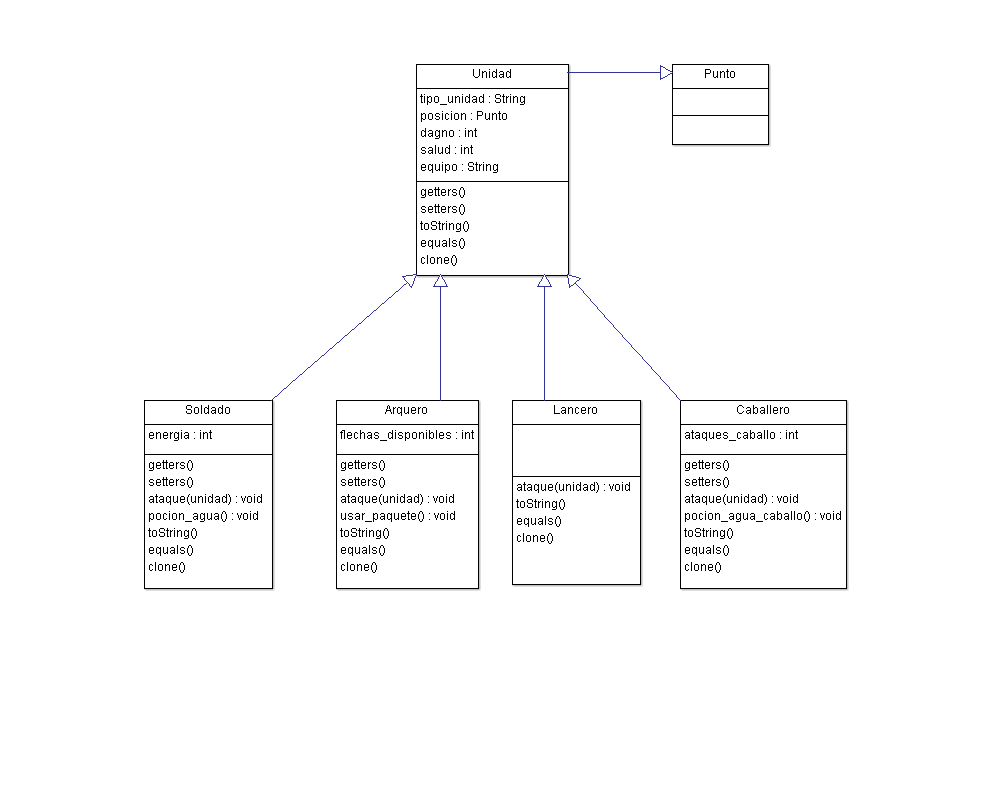 Unidad
tipo_unidad : String
posicion : Punto
dagno : int
salud : int
equipo : String
getters()
setters()
toString()
equals()
clone()
Punto
Soldado
energia : int
getters()
setters()
ataque(unidad) : void
pocion_agua() : void
toString()
equals()
clone()
Arquero
flechas_disponibles : int
getters()
setters()
ataque(unidad) : void
usar_paquete() : void
toString()
equals()
clone()
Lancero
ataque(unidad) : void
toString()
equals()
clone()
Caballero
ataques_caballo : int
getters()
setters()
ataque(unidad) : void
pocion_agua_caballo() : void
toString()
equals()
clone()